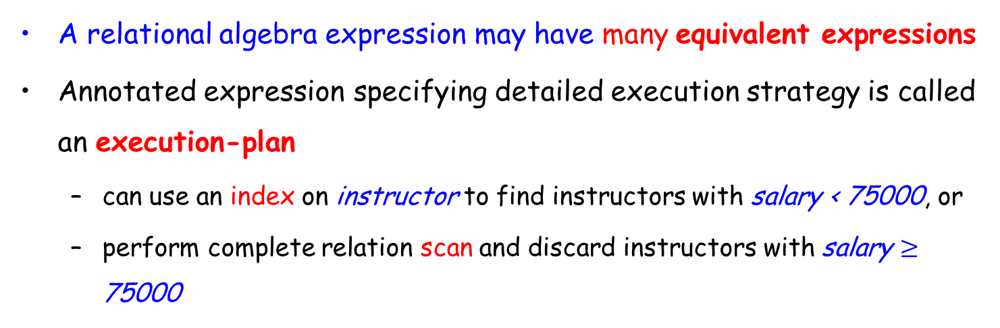 • A relational algebra expression may have many equivalent expressions
• Annotated expression specifying detailed execution strategy is called
an execution-plan
– can use an index on instructor to find instructors with salary < 75000, or
– perform complete relation scan and discard instructors with salary ≥
75000